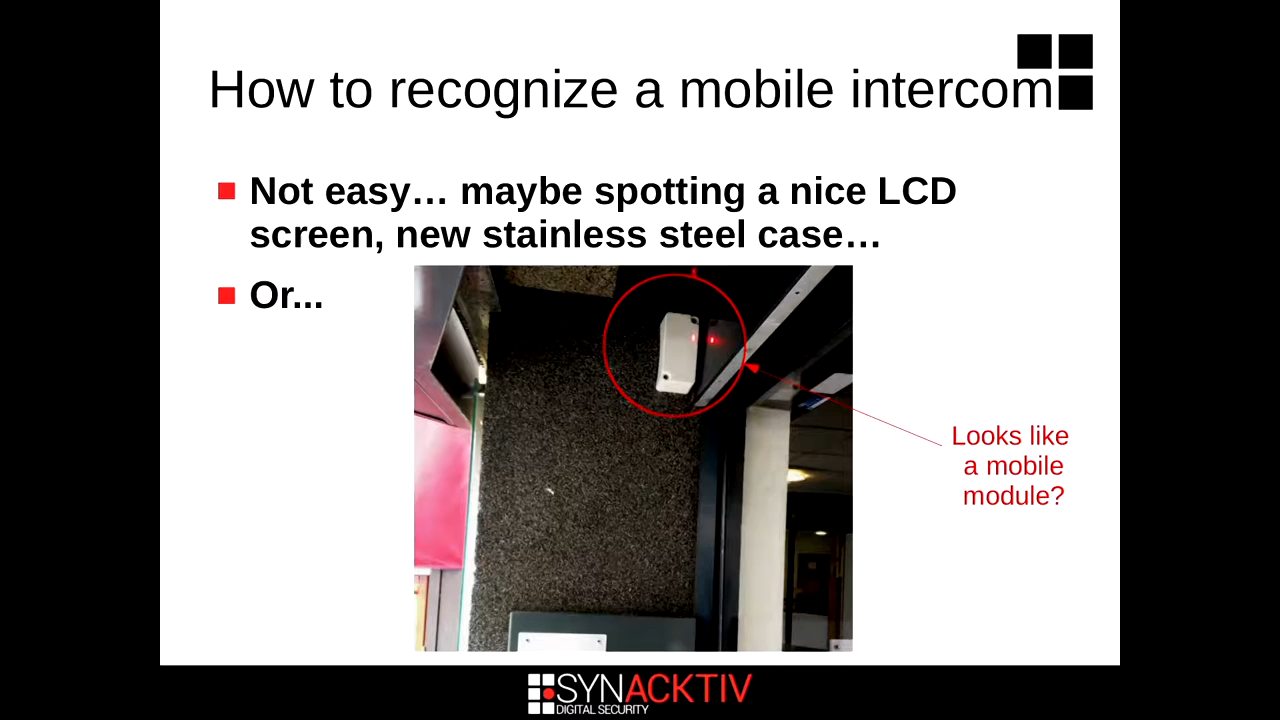 How to recognize a mobile intercom
Not easy… maybe spotting a nice LCD
screen, new stainless steel case…
Or...
Looks like
a mobile
module?
SYNACKTIV
DIGITAL SECURITY